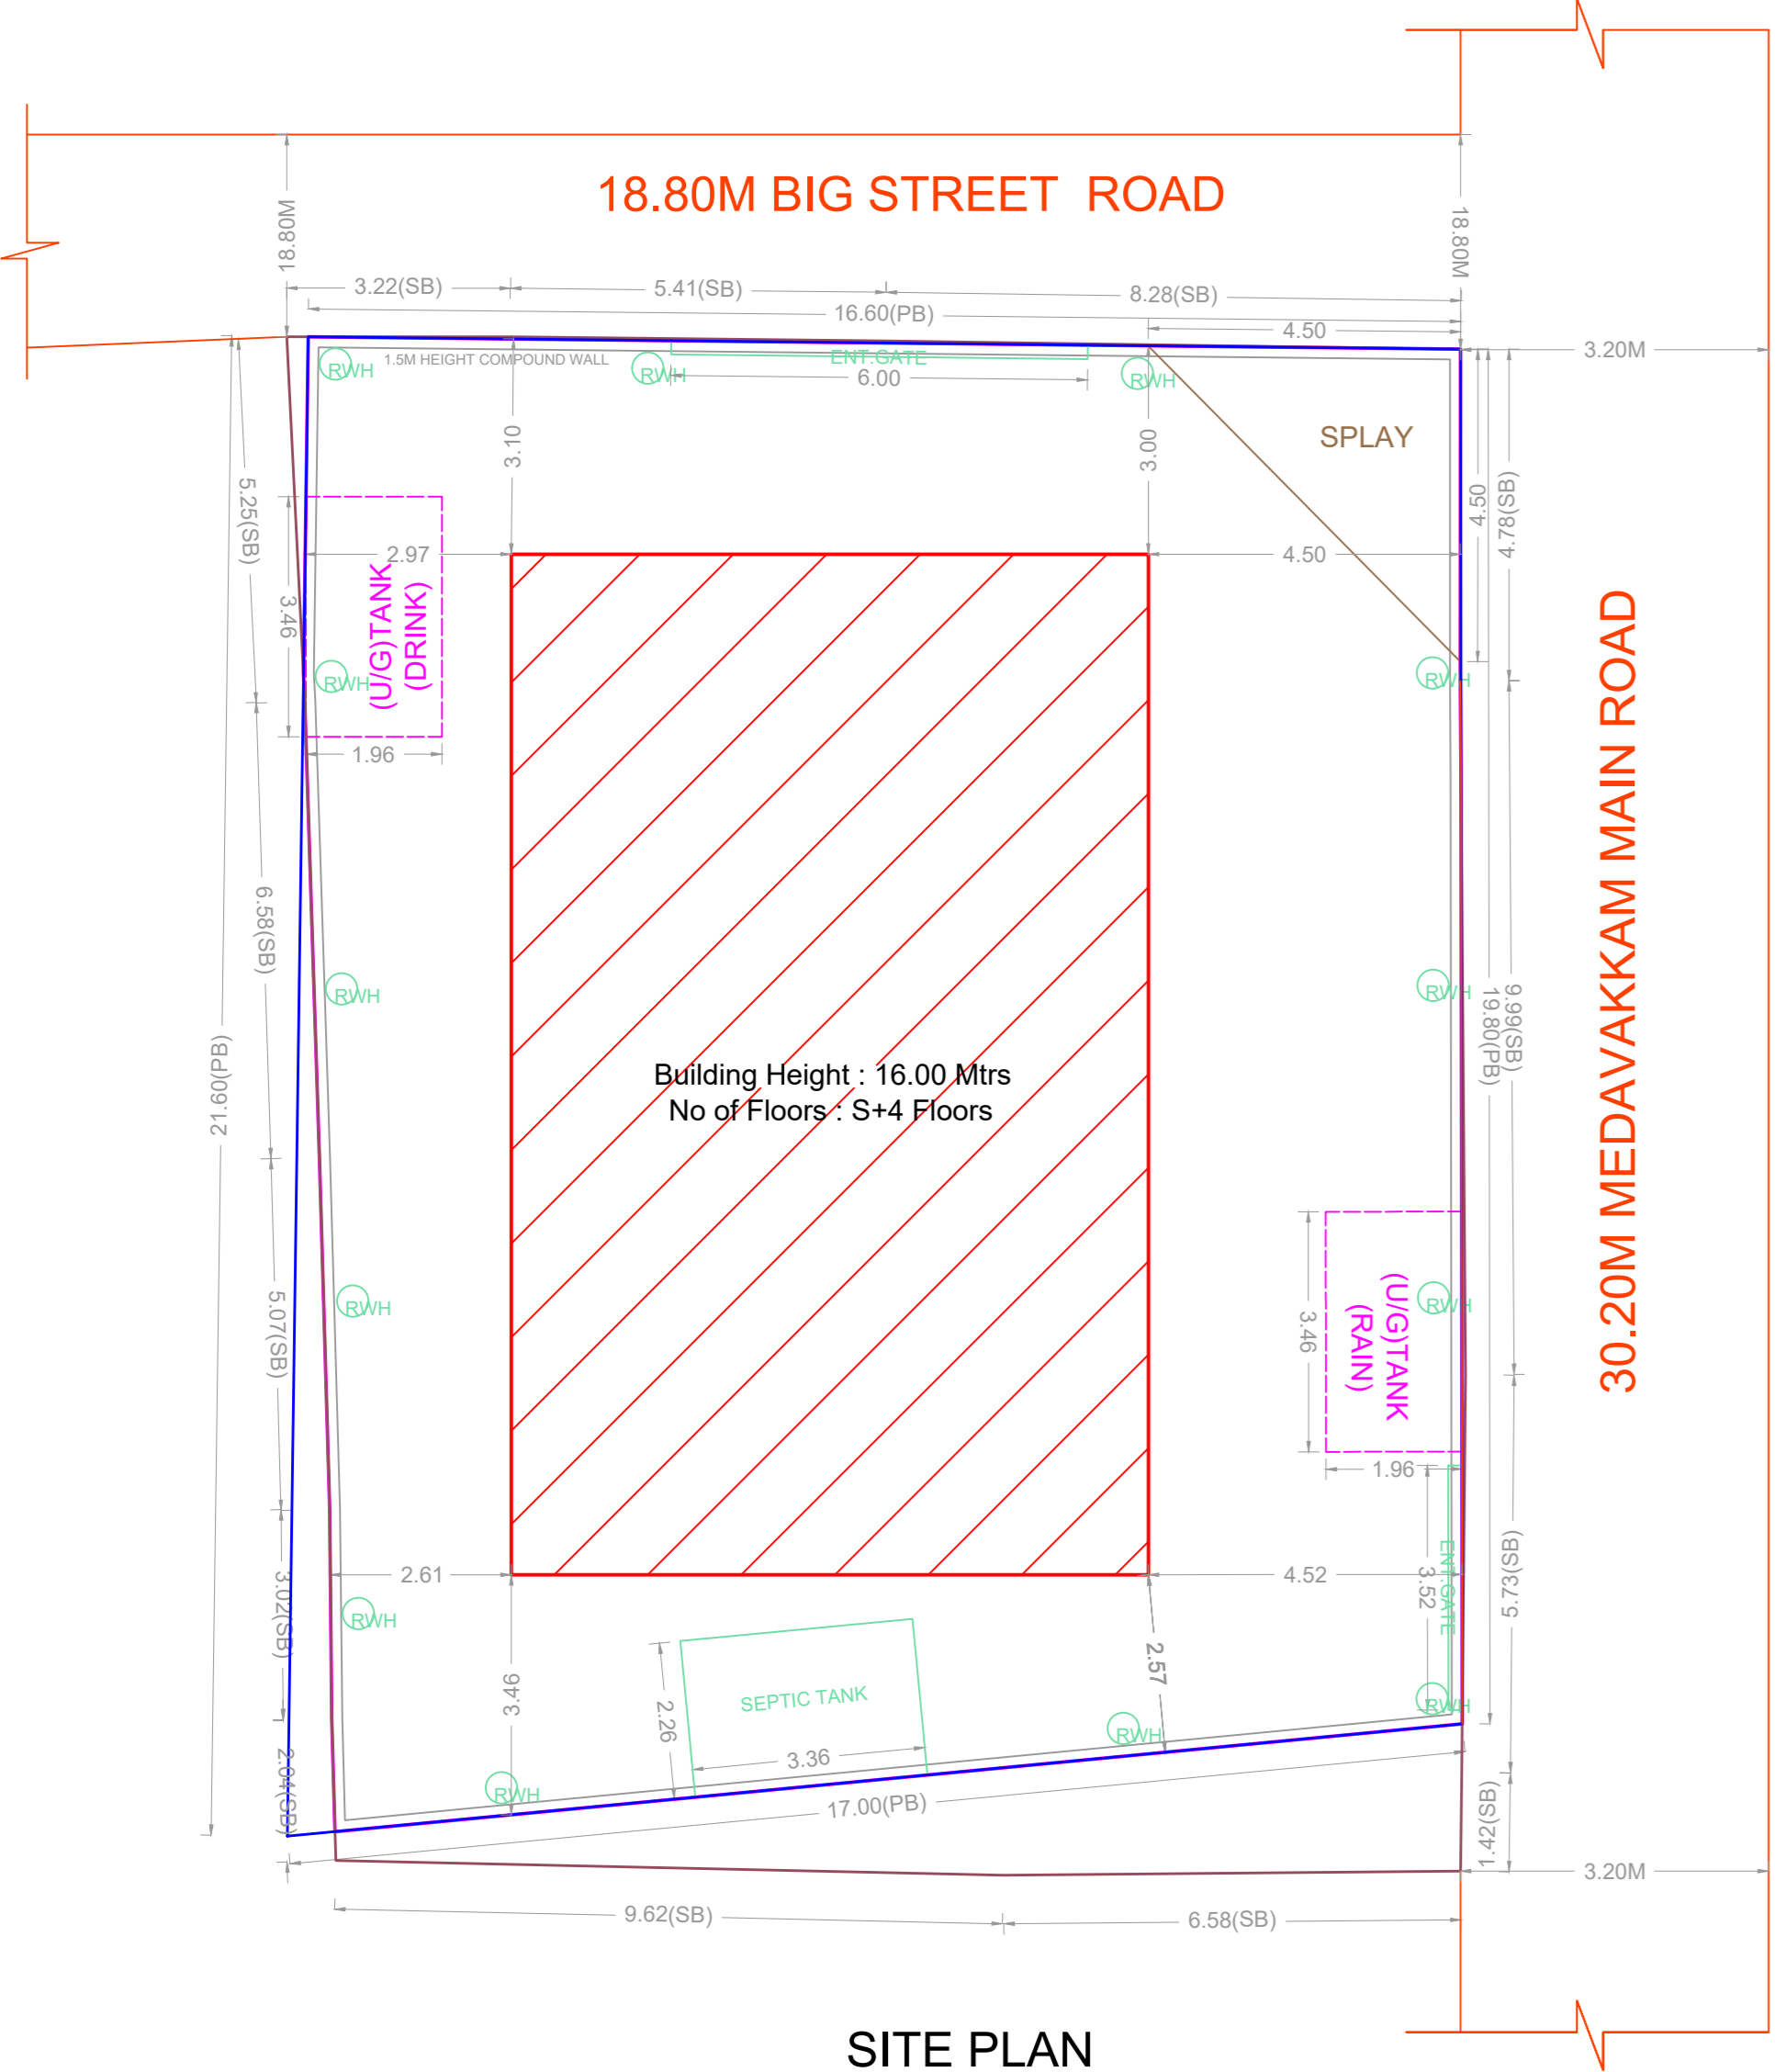 18.80M BIG STREET  ROAD
18.80M
18.80M
3.22(SB)
5.41(SB)
8.28(SB)
16.60(PB)
4.50
3.20M
1.5M HEIGHT COMPOUND WALL
ENT.GATE
RWH
RWH
RWH
6.00
SPLAY
3.10
3.00
4.50
4.78(SB)
5.25(SB)
2.97
4.50
3.46
(U/G)TANK
(DRINK)
RWH
RWH
1.96
30.20M MEDAVAKKAM MAIN ROAD
6.58(SB)
RWH
RWH
9.99(SB)
19.80(PB)
21.60(PB)
Building Height : 16.00 Mtrs
No of Floors : S+4 Floors
5.07(SB)
RWH
RWH
3.46
(U/G)TANK
(RAIN)
1.96
2.61
4.52
3.52
ENT.GATE
5.73(SB)
3.02(SB)
RWH
3.46
2.57
2.26
SEPTIC TANK
3.36
RWH
RWH
RWH
2.04(SB)
17.00(PB)
1.42(SB)
3.20M
9.62(SB)
6.58(SB)
SITE PLAN